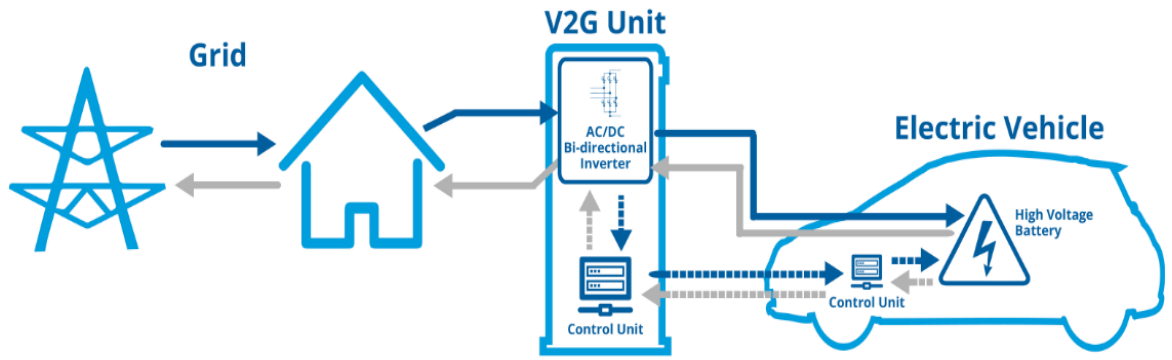 V2G Unit
Grid
AC/DC
Bi-directional
Inverter
Electric Vehicle
High Voltage
Battery
Control Unit
Control Unit